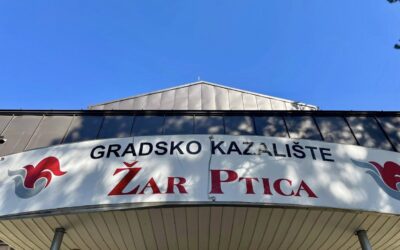 GRADSKO KAZALIŠTE
ŽAR PTICA